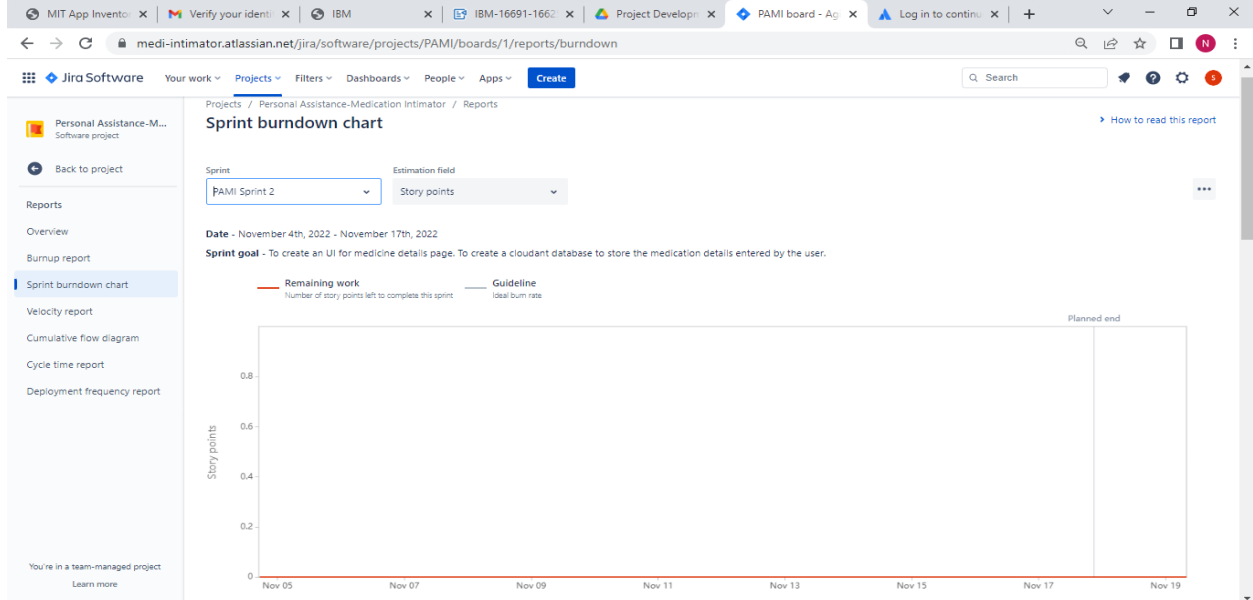 MIT App Inventor
Verify your identi
IBM
IBM-16691-1662
Project Developm
PAMI board - Ag
Log in to continu
medi-intimator.atlassian.net/jira/software/projects/PAMI/boards/1/reports/burndown
N
Jira Software
Your work
Projects
Filters
Dashboards
People
Apps
Create
Search
S
Personal Assistance-M...
Software project
Back to project
Reports
Overview
Burnup report
Sprint burndown chart
Velocity report
Cumulative flow diagram
Cycle time report
Deployment frequency report
You're in a team-managed project
Learn more
Projects / Personal Assistance-Medication Intimator / Reports
Sprint burndown chart
How to read this report
Sprint
Estimation field
PAMI Sprint 2
Story points
Date - November 4th, 2022 - November 17th, 2022
Sprint goal - To create an UI for medicine details page. To create a cloudant database to store the medication details entered by the user.
Remaining work
Number of story points left to complete this sprint
Guideline
Ideal burn rate
Planned end
Story points
0.8
0.6
0.4
0.2
0
Nov 05 Nov 07 Nov 09 Nov 11 Nov 13 Nov 15 Nov 17 Nov 19